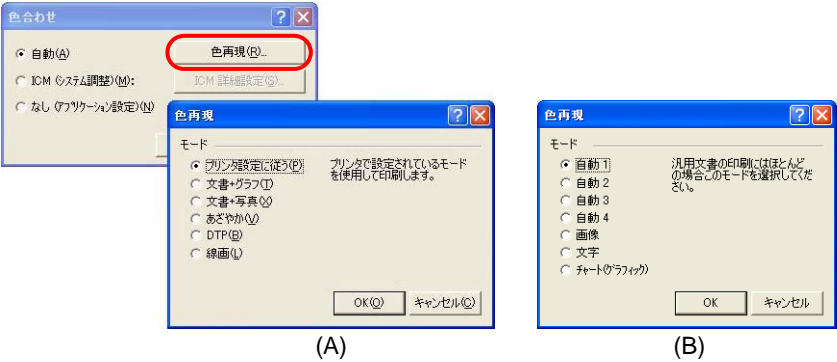 色合わせ
自動(A)
色再現(R)...
ICM (システム調整)(M):
ICM 詳細設定(S)...
なし (アプリケーション設定)(N)
色再現
モード
プリンタ設定に従う(P)
文書+グラフ(T)
文書+写真(X)
あざやか(V)
DTP(B)
線画(L)
プリンタで設定されているモード
を使用して印刷します。
OK(O)
キャンセル(C)
(A)
色再現
モード
自動 1
自動 2
自動 3
自動 4
画像
文字
チャート(グラフィック)
汎用文書の印刷にはほとんど
の場合このモードを選択してくだ
さい。
OK
キャンセル
(B)